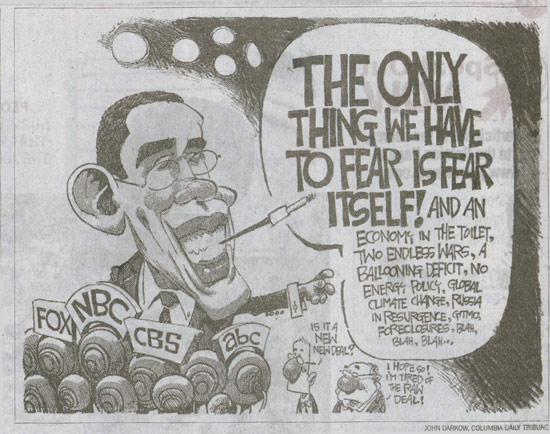 THE ONLY
THING WE HAVE
TO FEAR IS FEAR
ITSELF! AND AN
ECONOMY IN THE TOILET,
TWO ENDLESS WARS, A
BALLOONING DEFICIT, NO
ENERGY POLICY, GLOBAL
CLIMATE CHANGE, RUSSIA
IN RESURGENCE, GITMO,
FORECLOSURES, BLAH,
BLAH, BLAH...
FOX
NBC
CBS
abc
IS IT A
NEW
NEW DEAL?
I HOPE SO!
I'M TIRED OF
THE RAW
DEAL!
JOHN DARKOW, COLUMBIA DAILY TRIBUNE